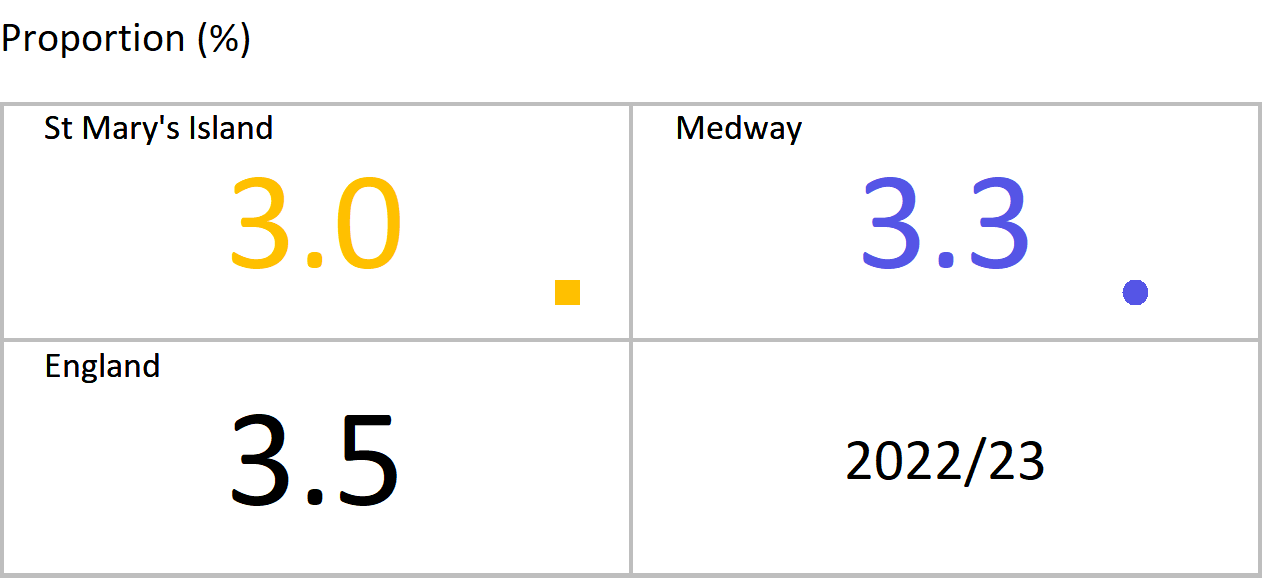 Proportion (%)
St Mary's Island
3.0
Medway
3.3
England
3.5
2022/23